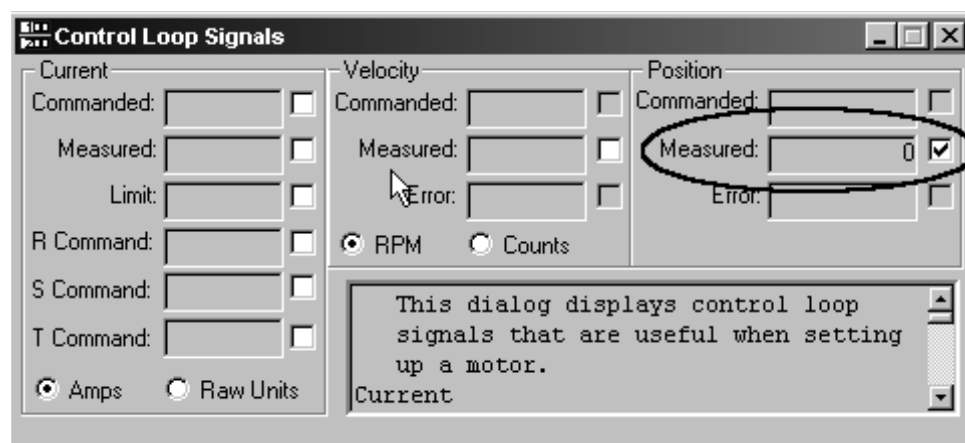 Control Loop Signals
Current
Commanded:
Measured:
Limit:
R Command:
S Command:
T Command:
Amps Raw Units
Velocity
Commanded:
Measured:
Error:
RPM Counts
Position
Commanded:
Measured: 0
Error:
This dialog displays control loop
signals that are useful when setting
up a motor.
Current